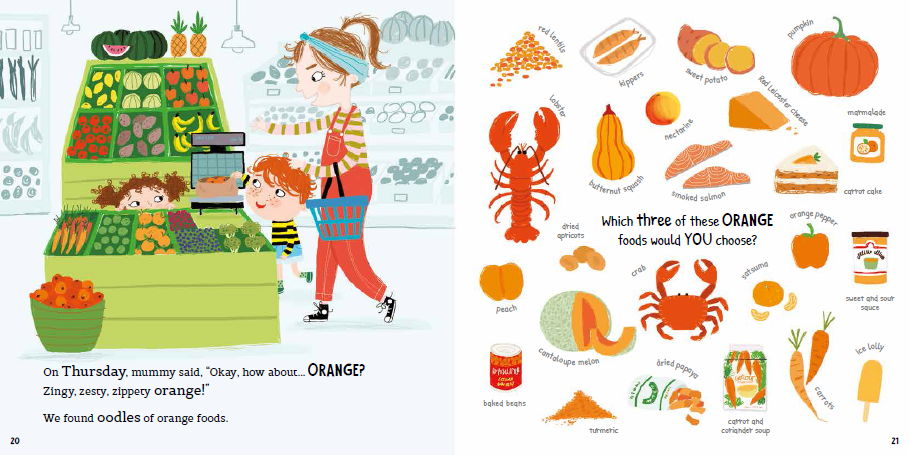 On Thursday, mummy said, “Okay, how about... ORANGE?
Zingy, zesty, zippery orange!”
We found oodles of orange foods.
20
red lentils
kippers
sweet potato
pumpkin
Lobster
butternut squash
nectarine
Red Leicester cheese
marmalade
smoked salmon
carrot cake
Which three of these ORANGE
foods would YOU choose?
dried
apricots
orange pepper
peach
crab
satsuma
sweet and sour
sauce
cantaloupe melon
dried papaya
ice lolly
baked beans
turmeric
carrot and
coriander soup
carrots
21